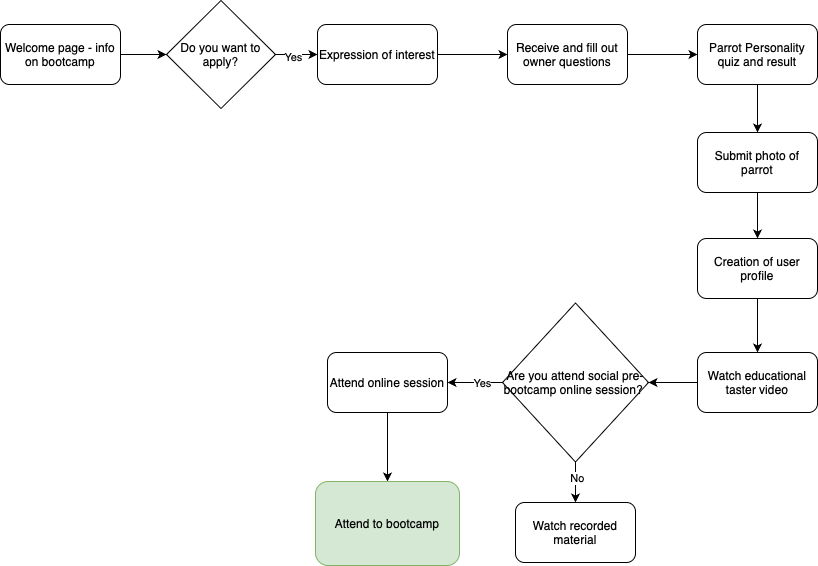 Welcome page - info
on bootcamp
Do you want to
apply?
Yes
Expression of interest
Receive and fill out
owner questions
Parrot Personality
quiz and result
Submit photo of
parrot
Creation of user
profile
Watch educational
taster video
Are you attend social pre-
bootcamp online session?
Yes
Attend online session
Attend to bootcamp
No
Watch recorded
material